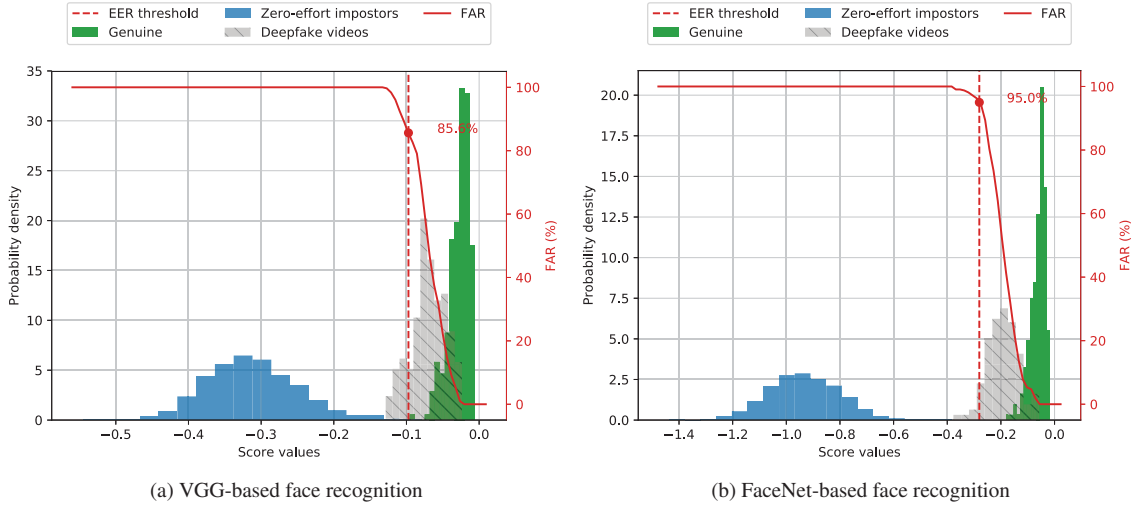 EER threshold Zero-effort impostors FAR
Genuine Deepfake videos
35
30
25
20
15
10
5
0
Probability density
−0.5 −0.4 −0.3 −0.2 −0.1 0.0
Score values
100
80
60
40
20
0
FAR (%)
85.6%
(a) VGG-based face recognition
EER threshold Zero-effort impostors FAR
Genuine Deepfake videos
20.0
17.5
15.0
12.5
10.0
7.5
5.0
2.5
0.0
Probability density
−1.4 −1.2 −1.0 −0.8 −0.6 −0.4 −0.2 0.0
Score values
100
80
60
40
20
0
FAR (%)
95.0%
(b) FaceNet-based face recognition